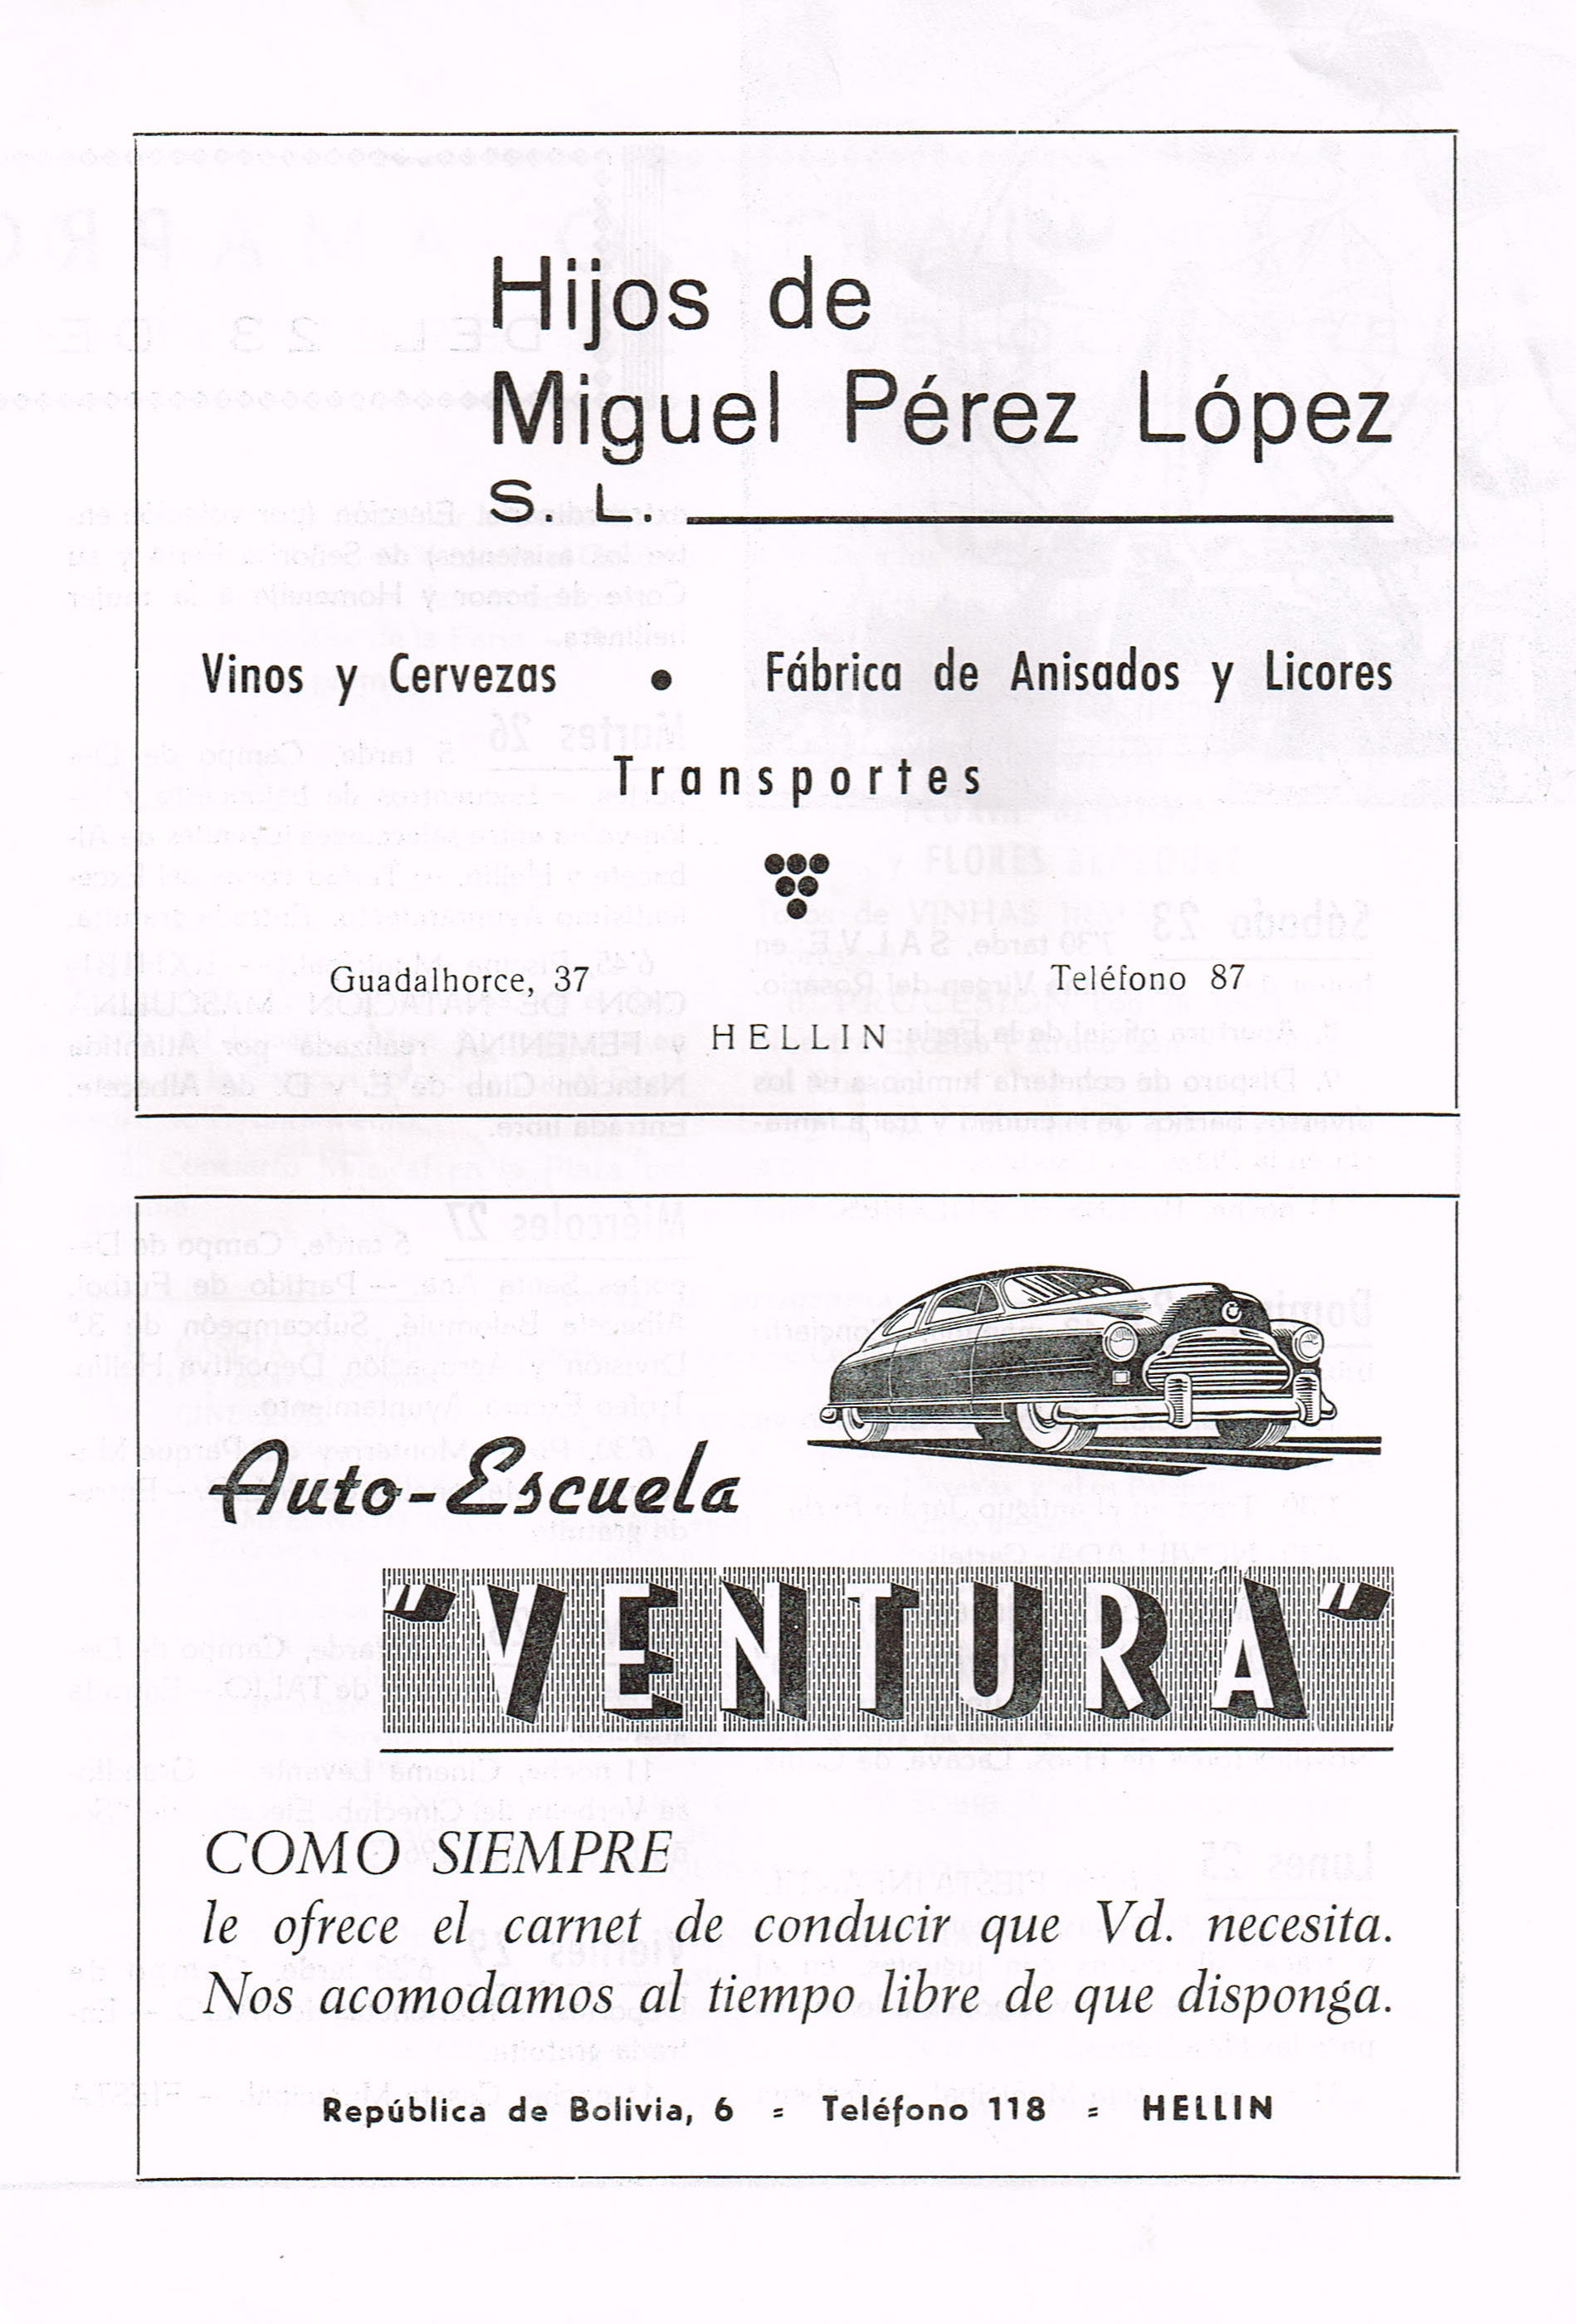 Hijos de
Miguel Pérez López
S. L.
Vinos y Cervezas • Fábrica de Anisados y Licores
Transportes
Guadalhorce, 37 Teléfono 87
HELLIN
Auto-Escuela
"VENTURA"
COMO SIEMPRE
le ofrece el carnet de conducir que Vd. necesita.
Nos acomodamos al tiempo libre de que disponga.
República de Bolivia, 6 = Teléfono 118 = HELLIN